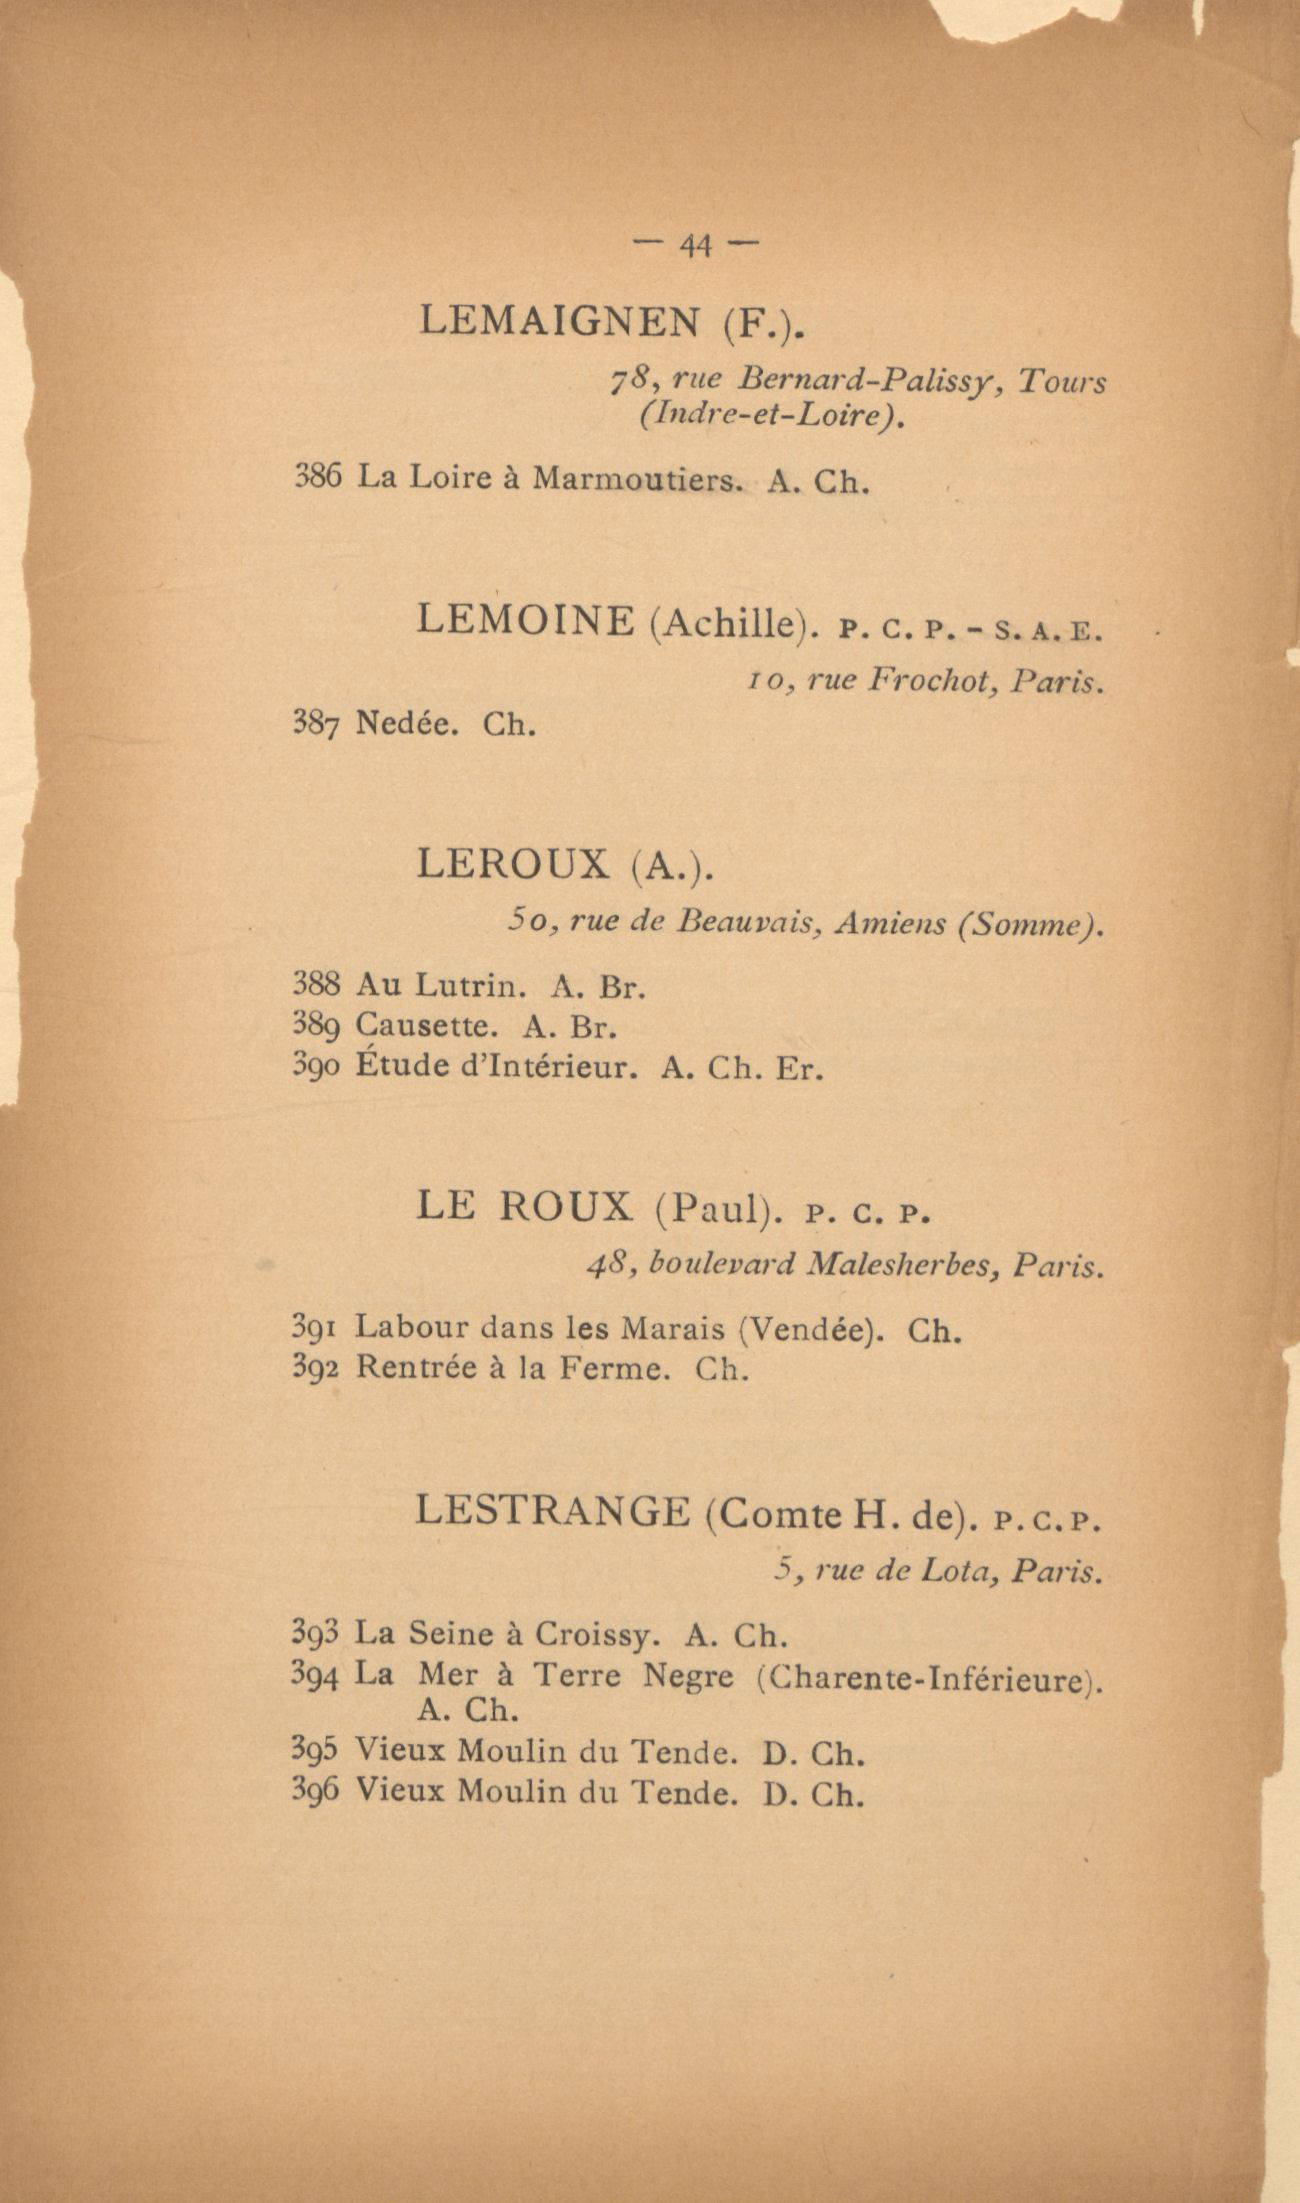 — 44 —
LEMAIGNEN (F.).
78, rue Bernard-Palissy, Tours
(Indre-et-Loire).
386 La Loire à Marmoutiers. A. Ch.
LEMOINE (Achille). P. C. P. - S. A. E.
10, rue Frochot, Paris.
387 Nedée. Ch.
LEROUX (A.).
50, rue de Beauvais, Amiens (Somme).
388 Au Lutrin. A. Br.
389 Causette. A. Br.
390 Étude d'Intérieur. A. Ch. Er.
LE ROUX (Paul). P. C. P.
48, boulevard Malesherbes, Paris.
391 Labour dans les Marais (Vendée). Ch.
392 Rentrée à la Ferme. Ch.
LESTRANGE (Comte H. de). P. C. P.
5, rue de Lota, Paris.
393 La Seine à Croissy. A. Ch.
394 La Mer à Terre Negre (Charente-Inférieure).
A. Ch.
395 Vieux Moulin du Tende. D. Ch.
396 Vieux Moulin du Tende. D. Ch.